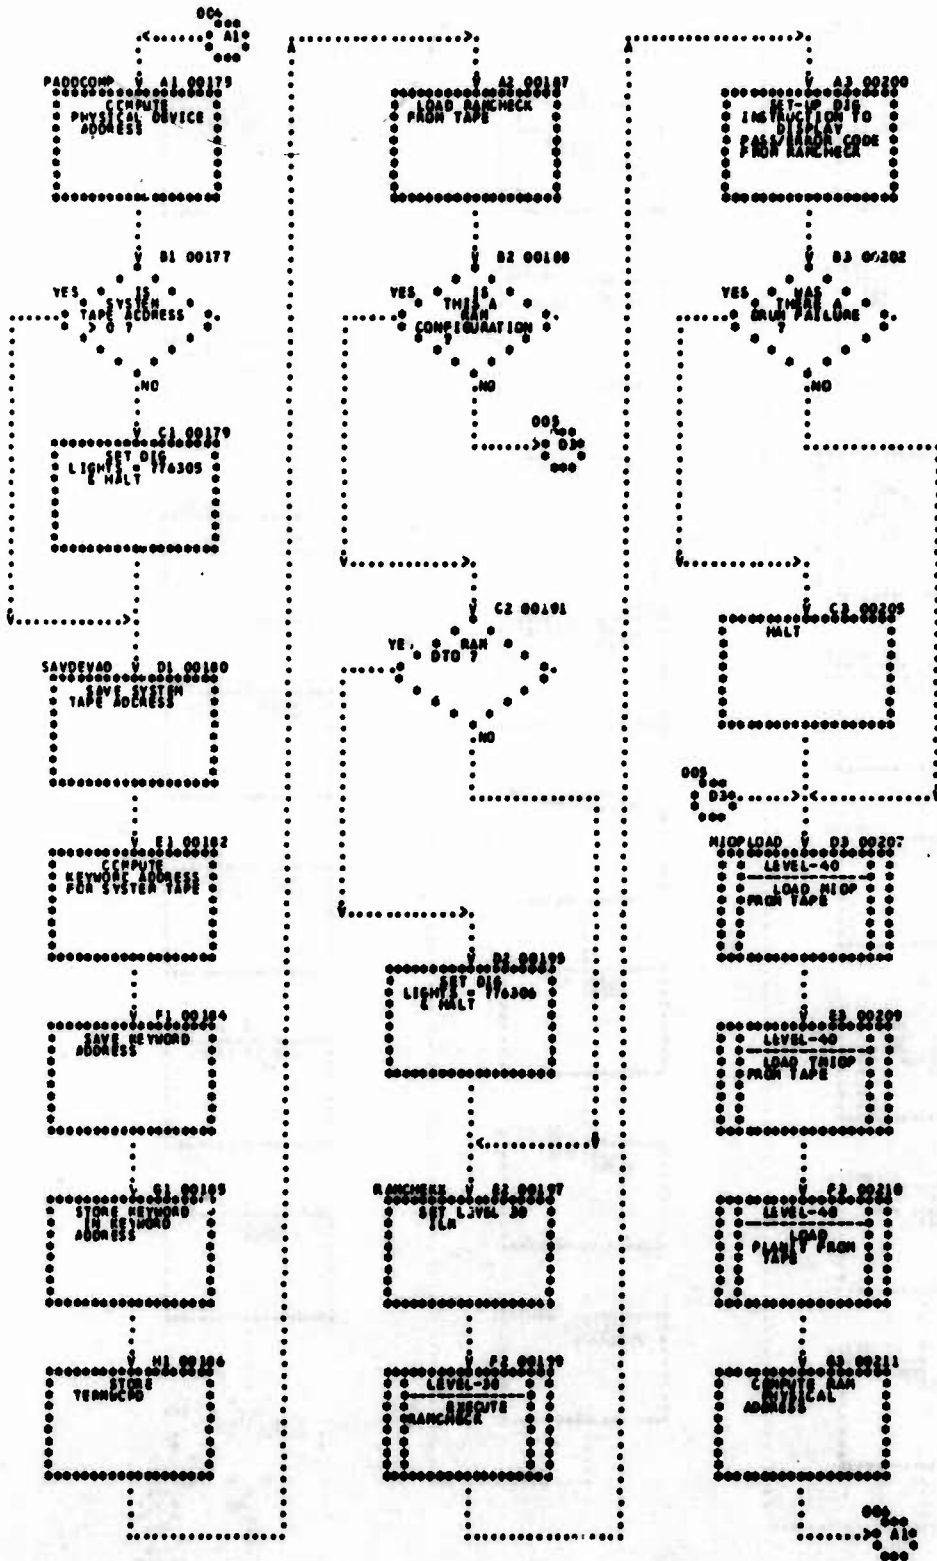 004
A1
PADDCOMP A1 00175
COMPUTE
PHYSICAL DEVICE
ADDRESS
B1 00177
YES IS
SYSTEM
TAPE ADDRESS
> 0 ?
NO
C1 00179
SET DIG
LIGHTS = 776305
& HALT
SAVDEVAD D1 00180
SAVE SYSTEM
TAPE ADDRESS
E1 00182
COMPUTE
KEYWORD ADDRESS
FOR SYSTEM TAPE
F1 00184
SAVE KEYWORD
ADDRESS
G1 00185
STORE KEYWORD
IN KEYWORD
ADDRESS
H1 00186
STORE
A2 00187
LOAD RAMCHECK
FROM TAPE
B2 00188
YES IS
THIS A
RAM
CONFIGURATION
?
NO
005
D3
C2 00191
YE, RAM
DTO ?
NO
D2 00195
SET DIG
LIGHTS = 776306
& HALT
RAMCHEKX E2 00197
SET LEVEL 30
F2 00199
LEVEL-30
EXECUTE
RAMCHECK
A3 00200
SET-UP DIG
INSTRUCTION TO
DISPLAY
PASS/ERROR CODE
FROM RAMCHECK
B3 00202
YES WAS
THERE A
DRUM FAILURE
?
NO
C3 00205
HALT
005
D3
MIOPLOAD D3 00207
LEVEL-40
LOAD MIOP
FROM TAPE
E3 00209
LEVEL-40
LOAD TMIOP
FROM TAPE
F3 00210
LEVEL-40
LOAD
PLANIT FROM
TAPE
G3 00211
COMPUTE RAM
PHYSICAL
ADDRESS
006
A1